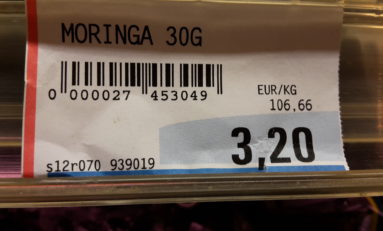 MORINGA 30G
0 000027 453049
EUR/KG
106,66
3,20
s12r070 939019